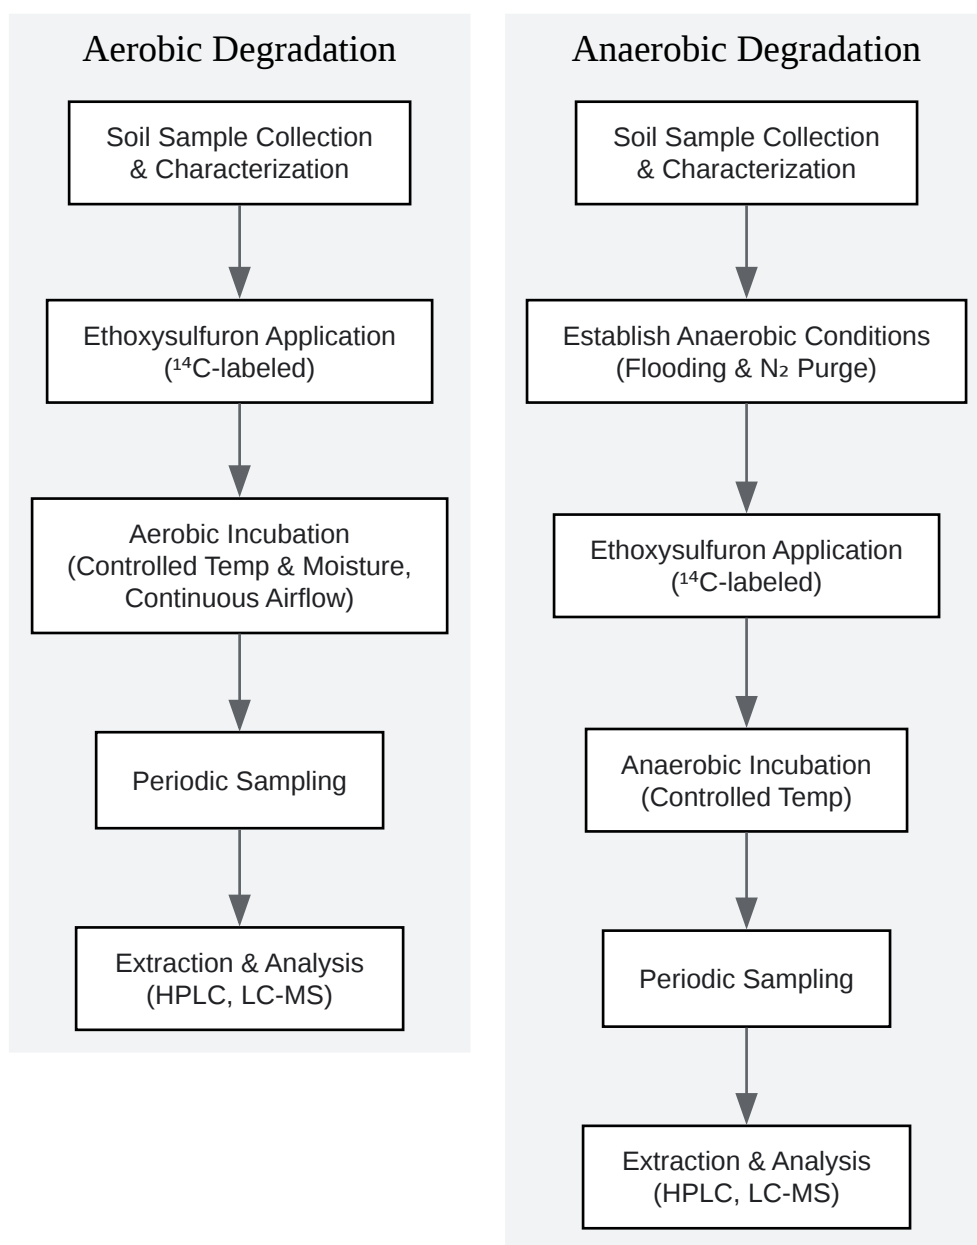 Aerobic Degradation
Soil Sample Collection
& Characterization
Ethoxysulfuron Application
(¹⁴C-labeled)
Aerobic Incubation
(Controlled Temp & Moisture,
Continuous Airflow)
Periodic Sampling
Extraction & Analysis
(HPLC, LC-MS)
Anaerobic Degradation
Soil Sample Collection
& Characterization
Establish Anaerobic Conditions
(Flooding & N₂ Purge)
Ethoxysulfuron Application
(¹⁴C-labeled)
Anaerobic Incubation
(Controlled Temp)
Periodic Sampling
Extraction & Analysis
(HPLC, LC-MS)